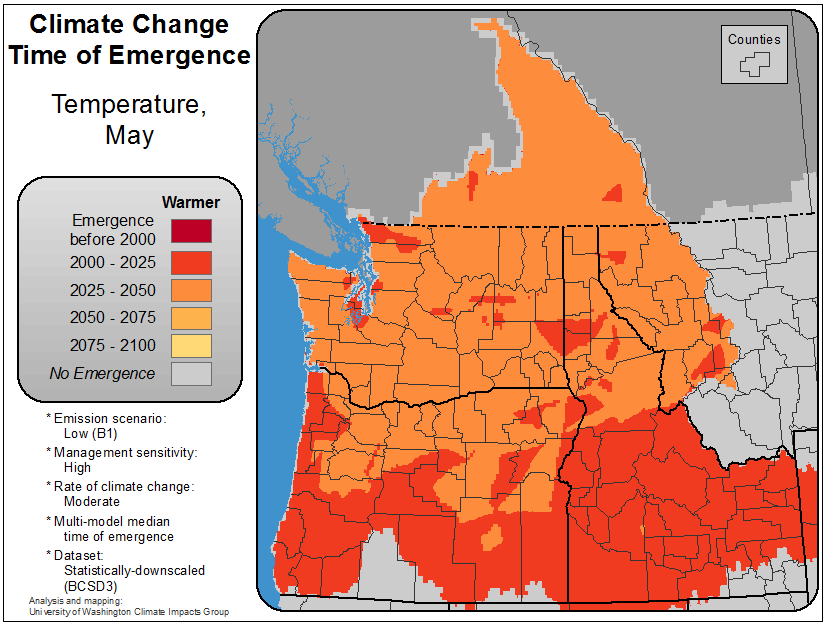 Climate Change
Time of Emergence
Temperature,
May
Counties
Warmer
Emergence
before 2000
2000 - 2025
2025 - 2050
2050 - 2075
2075 - 2100
No Emergence
* Emission scenario:
Low (B1)
* Management sensitivity:
High
* Rate of climate change:
Moderate
* Multi-model median
time of emergence
* Dataset:
Statistically-downscaled
(BCSD3)
Analysis and mapping:
University of Washington Climate Impacts Group